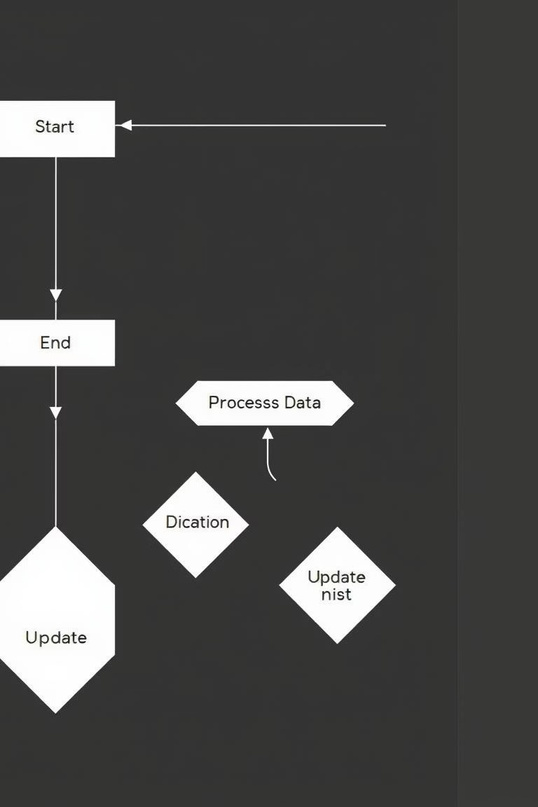 Start
End
Processs Data
Dication
Update
nist
Update